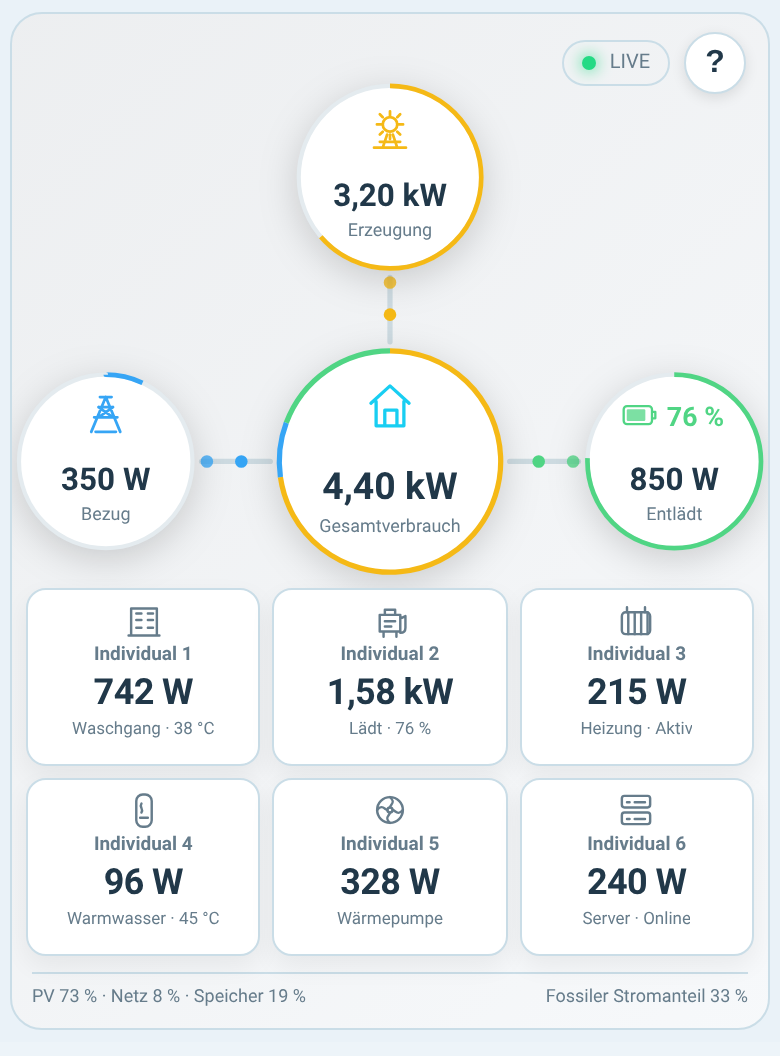 LIVE
?
3,20 kW
Erzeugung
350 W
Bezug
4,40 kW
Gesamtverbrauch
76 %
850 W
Entlädt
Individual 1
742 W
Waschgang · 38 °C
Individual 2
1,58 kW
Lädt · 76 %
Individual 3
215 W
Heizung · Aktiv
Individual 4
96 W
Warmwasser · 45 °C
Individual 5
328 W
Wärmepumpe
Individual 6
240 W
Server · Online
PV 73 % · Netz 8 % · Speicher 19 %
Fossiler Stromanteil 33 %